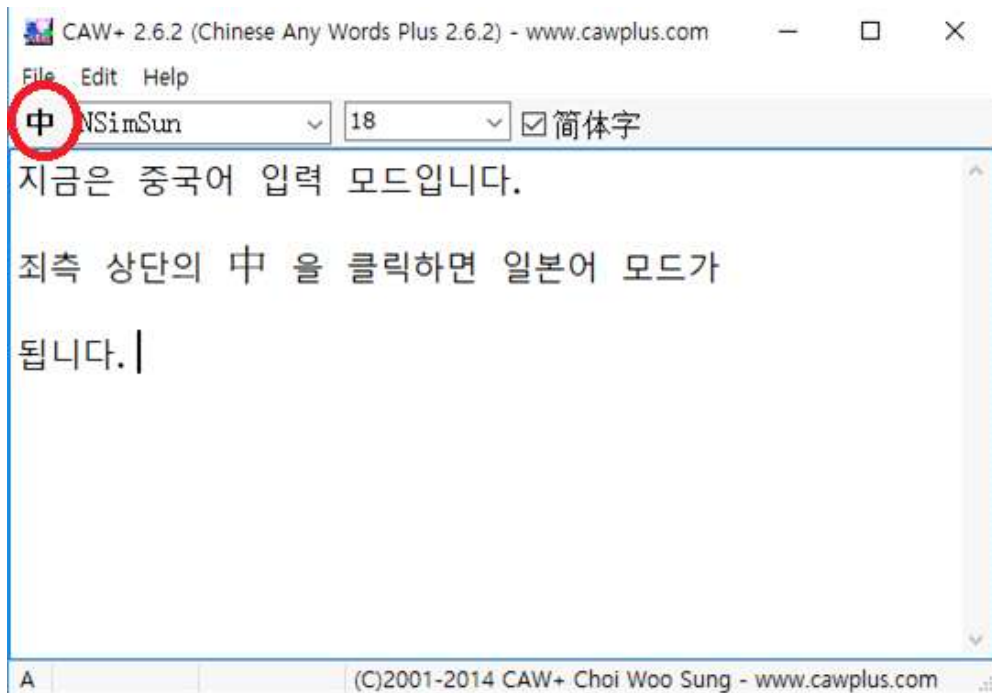 CAW+ 2.6.2 (Chinese Any Words Plus 2.6.2) - www.cawplus.com
File Edit Help
中 NSimSun 18 简体字
지금은 중국어 입력 모드입니다.
죄측 상단의 中 을 클릭하면 일본어 모드가
됩니다.
A (C)2001-2014 CAW+ Choi Woo Sung - www.cawplus.com